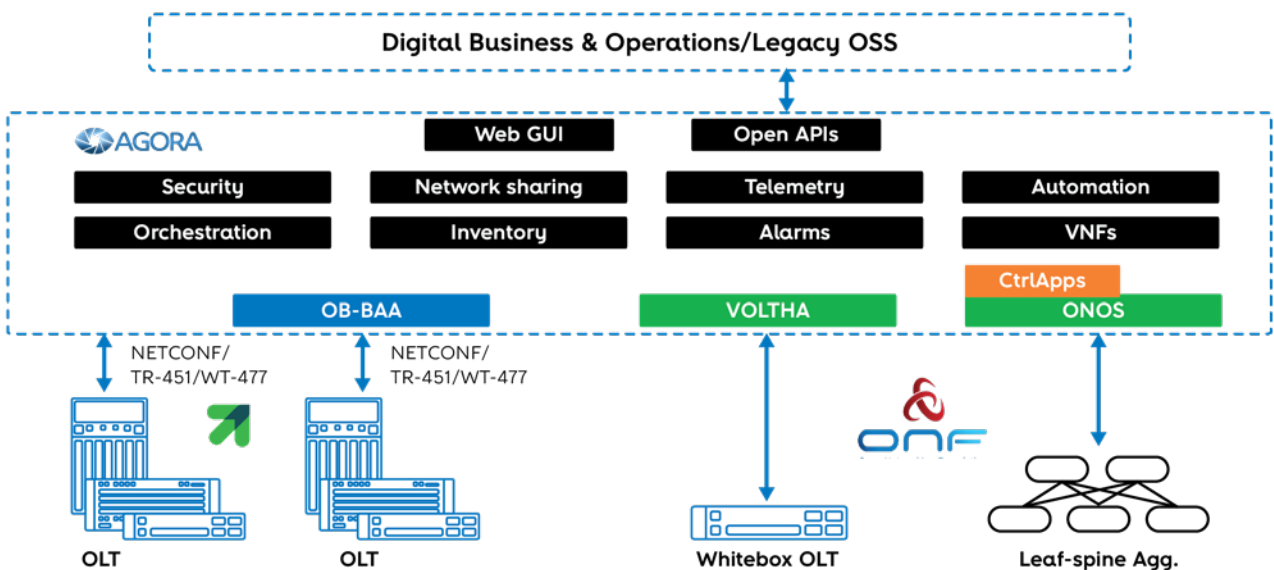 Digital Business & Operations/Legacy OSS
AGORA
Web GUI
Open APIs
Security
Network sharing
Telemetry
Automation
Orchestration
Inventory
Alarms
VNFs
CtrlApps
OB-BAA
VOLTHA
ONOS
NETCONF/
TR-451/WT-477
NETCONF/
TR-451/WT-477
ONF
OLT
OLT
Whitebox OLT
Leaf-spine Agg.